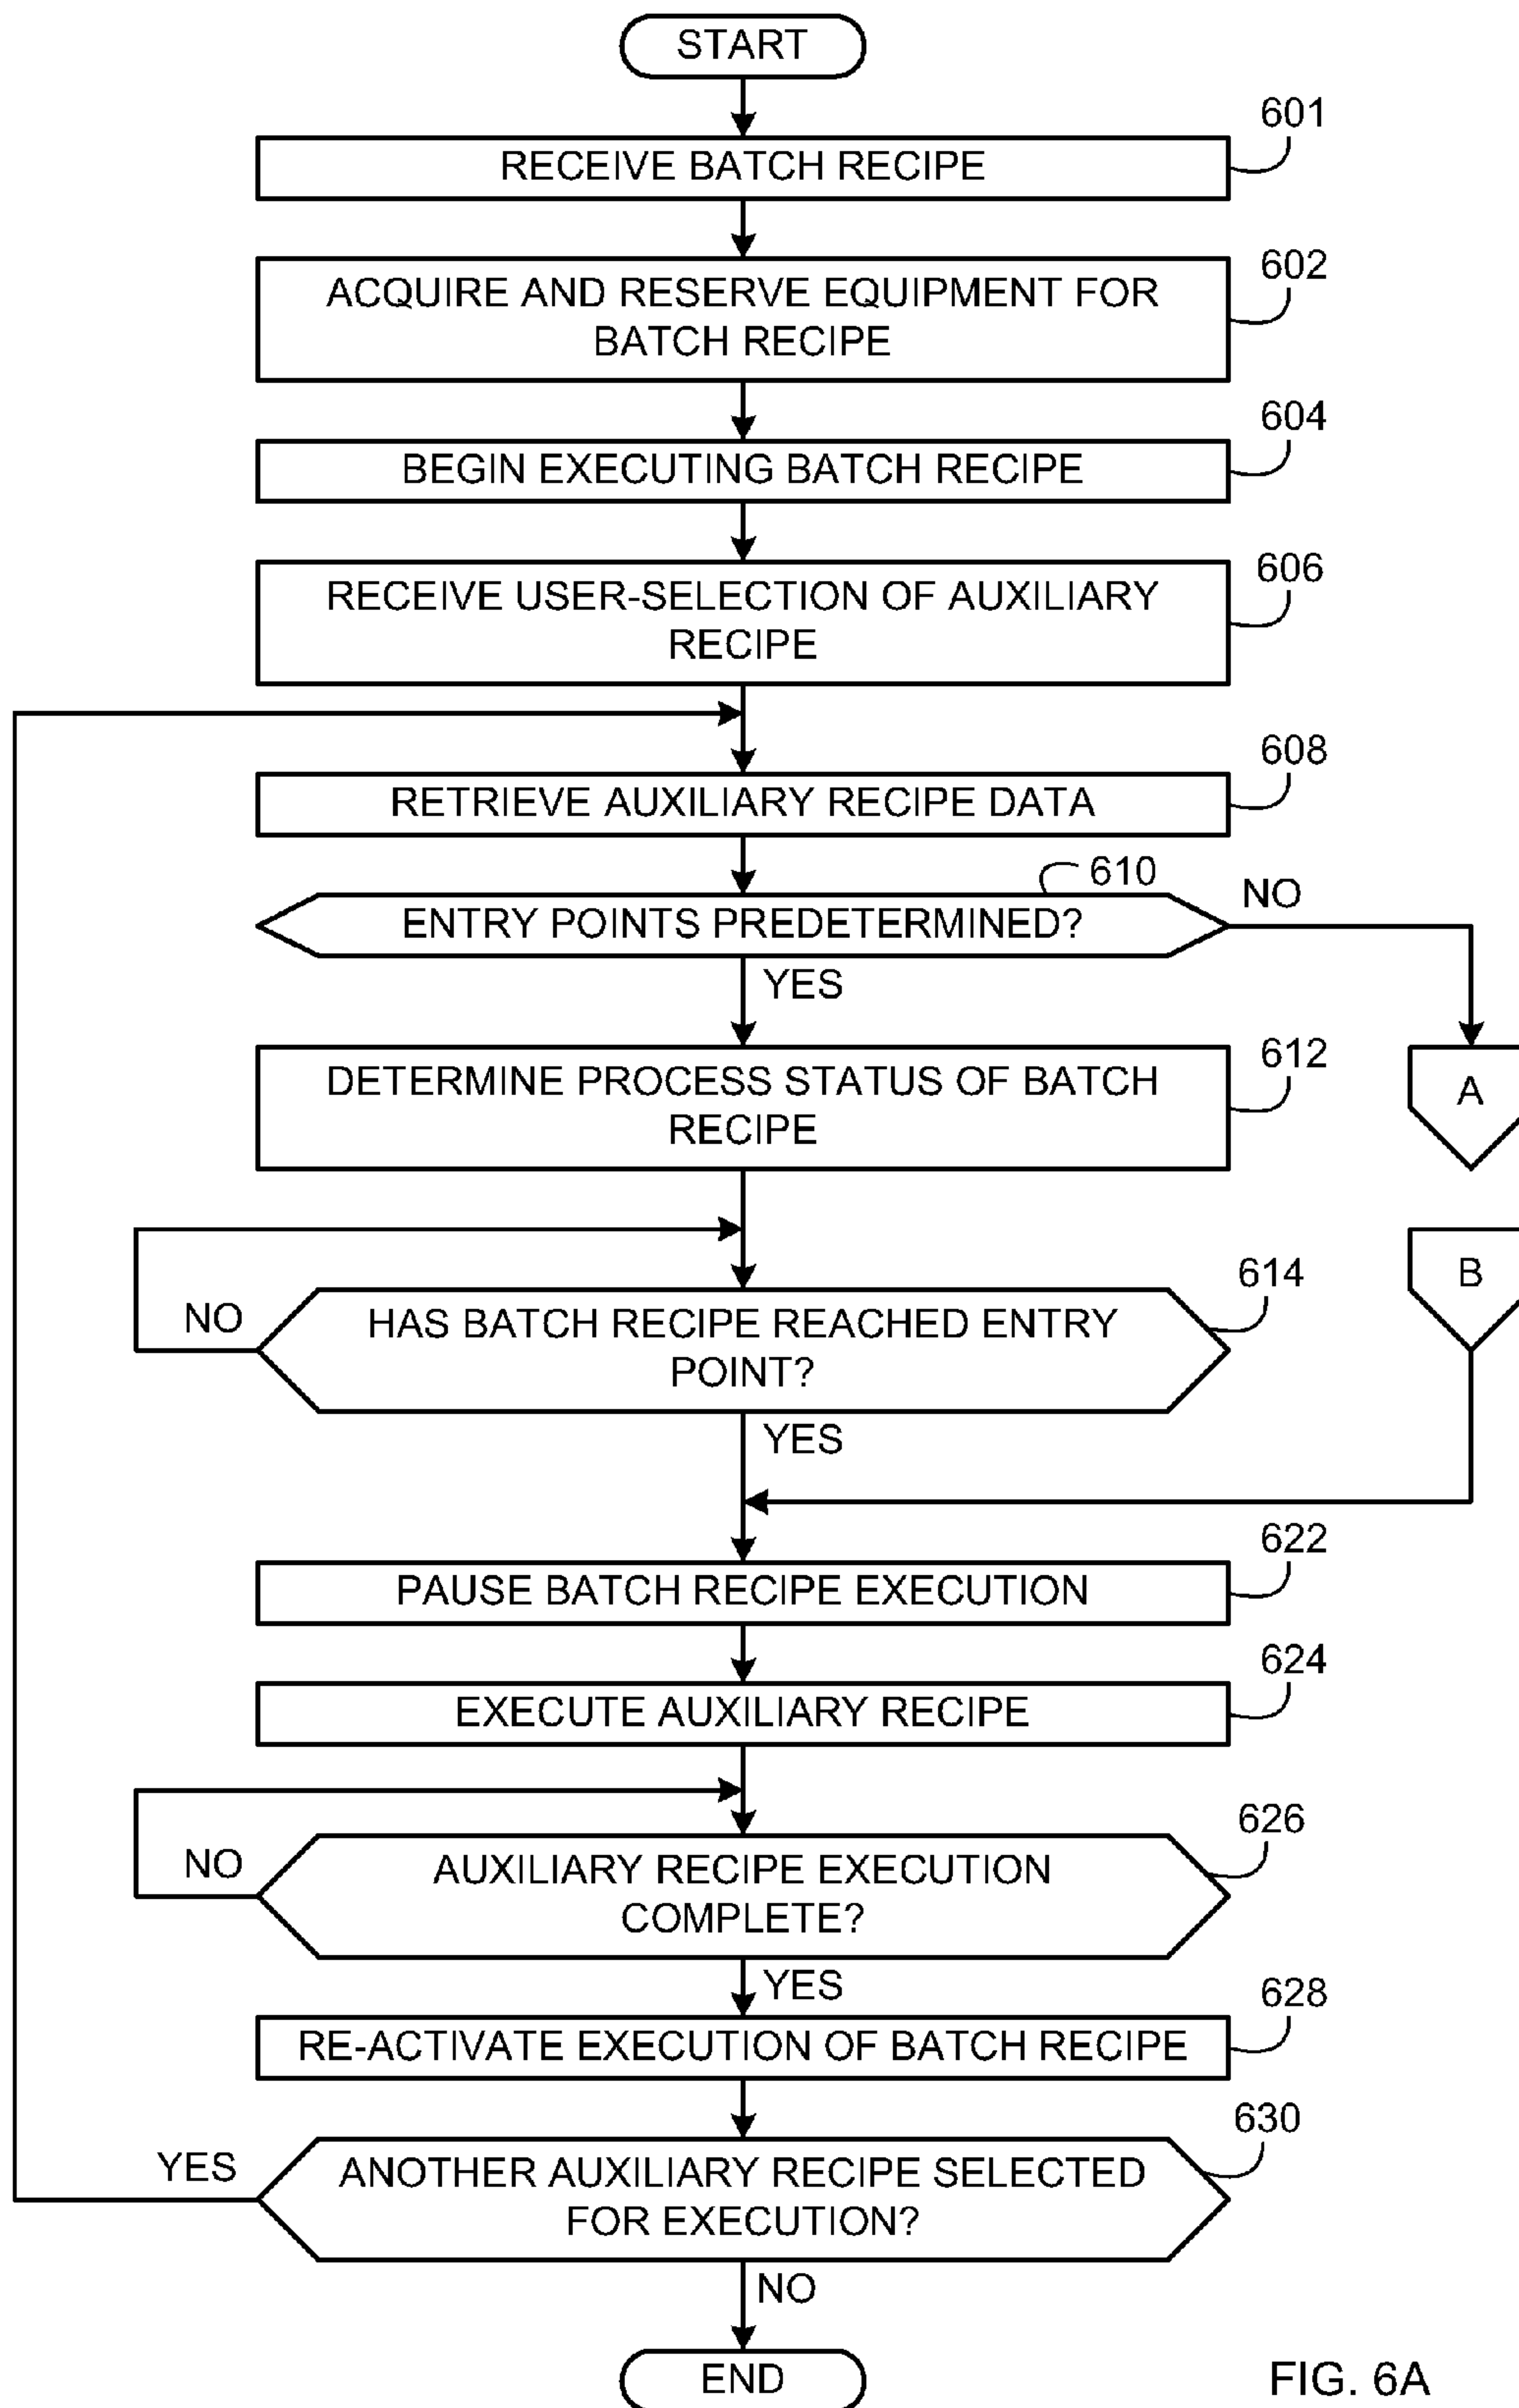 START
601
RECEIVE BATCH RECIPE
602
ACQUIRE AND RESERVE EQUIPMENT FOR
BATCH RECIPE
604
BEGIN EXECUTING BATCH RECIPE
606
RECEIVE USER-SELECTION OF AUXILIARY
RECIPE
608
RETRIEVE AUXILIARY RECIPE DATA
610
NO
ENTRY POINTS PREDETERMINED?
YES
612
DETERMINE PROCESS STATUS OF BATCH
RECIPE
A
614
B
NO
HAS BATCH RECIPE REACHED ENTRY
POINT?
YES
622
PAUSE BATCH RECIPE EXECUTION
624
EXECUTE AUXILIARY RECIPE
626
NO
AUXILIARY RECIPE EXECUTION
COMPLETE?
YES
628
RE-ACTIVATE EXECUTION OF BATCH RECIPE
630
YES
ANOTHER AUXILIARY RECIPE SELECTED
FOR EXECUTION?
NO
END
FIG. 6A